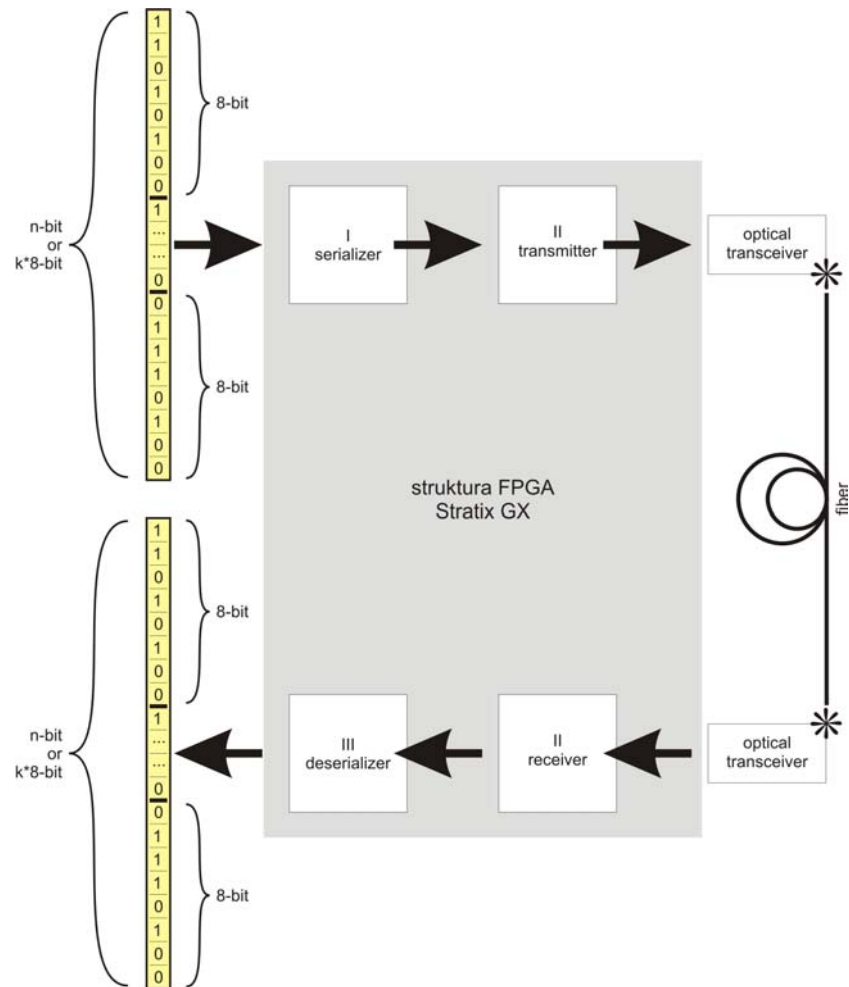 1
1
0
1
0
1
0
0
1
...
...
0
0
1
1
1
0
1
0
0
8-bit
8-bit
n-bit
or
k*8-bit
I
serializer
II
transmitter
optical
transceiver
struktura FPGA
Stratix GX
fiber
1
1
0
1
0
1
0
0
1
...
...
0
0
1
1
1
0
1
0
0
8-bit
8-bit
n-bit
or
k*8-bit
III
deserializer
II
receiver
optical
transceiver